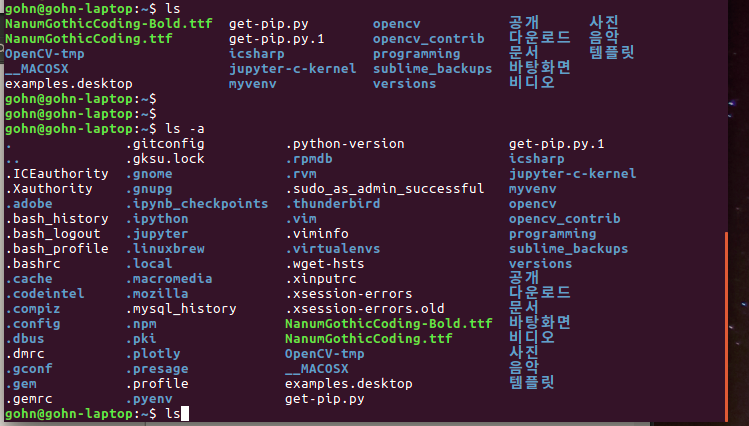 gohn@gohn-laptop:~$ ls
NanumGothicCoding-Bold.ttf get-pip.py opencv 공개 사진
NanumGothicCoding.ttf get-pip.py.1 opencv_contrib 다운로드 음악
OpenCV-tmp icsharp programming 문서 템플릿
__MACOSX jupyter-c-kernel sublime_backups 바탕화면
examples.desktop myvenv versions 비디오
gohn@gohn-laptop:~$
gohn@gohn-laptop:~$
gohn@gohn-laptop:~$ ls -a
. .gitconfig .python-version get-pip.py.1
.. .gksu.lock .rpmdb icsharp
.ICEauthority .gnome .rvm jupyter-c-kernel
.Xauthority .gnupg .sudo_as_admin_successful myvenv
.adobe .ipynb_checkpoints .thunderbird opencv
.bash_history .ipython .vim opencv_contrib
.bash_logout .jupyter .viminfo programming
.bash_profile .linuxbrew .virtualenvs sublime_backups
.bashrc .local .wget-hsts versions
.cache .macromedia .xinputrc 공개
.codeintel .mozilla .xsession-errors 다운로드
.compiz .mysql_history .xsession-errors.old 문서
.config .npm NanumGothicCoding-Bold.ttf 바탕화면
.dbus .pki NanumGothicCoding.ttf 비디오
.dmrc .plotly OpenCV-tmp 사진
.gconf .presage __MACOSX 음악
.gem .profile examples.desktop 템플릿
.gemrc .pyenv get-pip.py
gohn@gohn-laptop:~$ ls